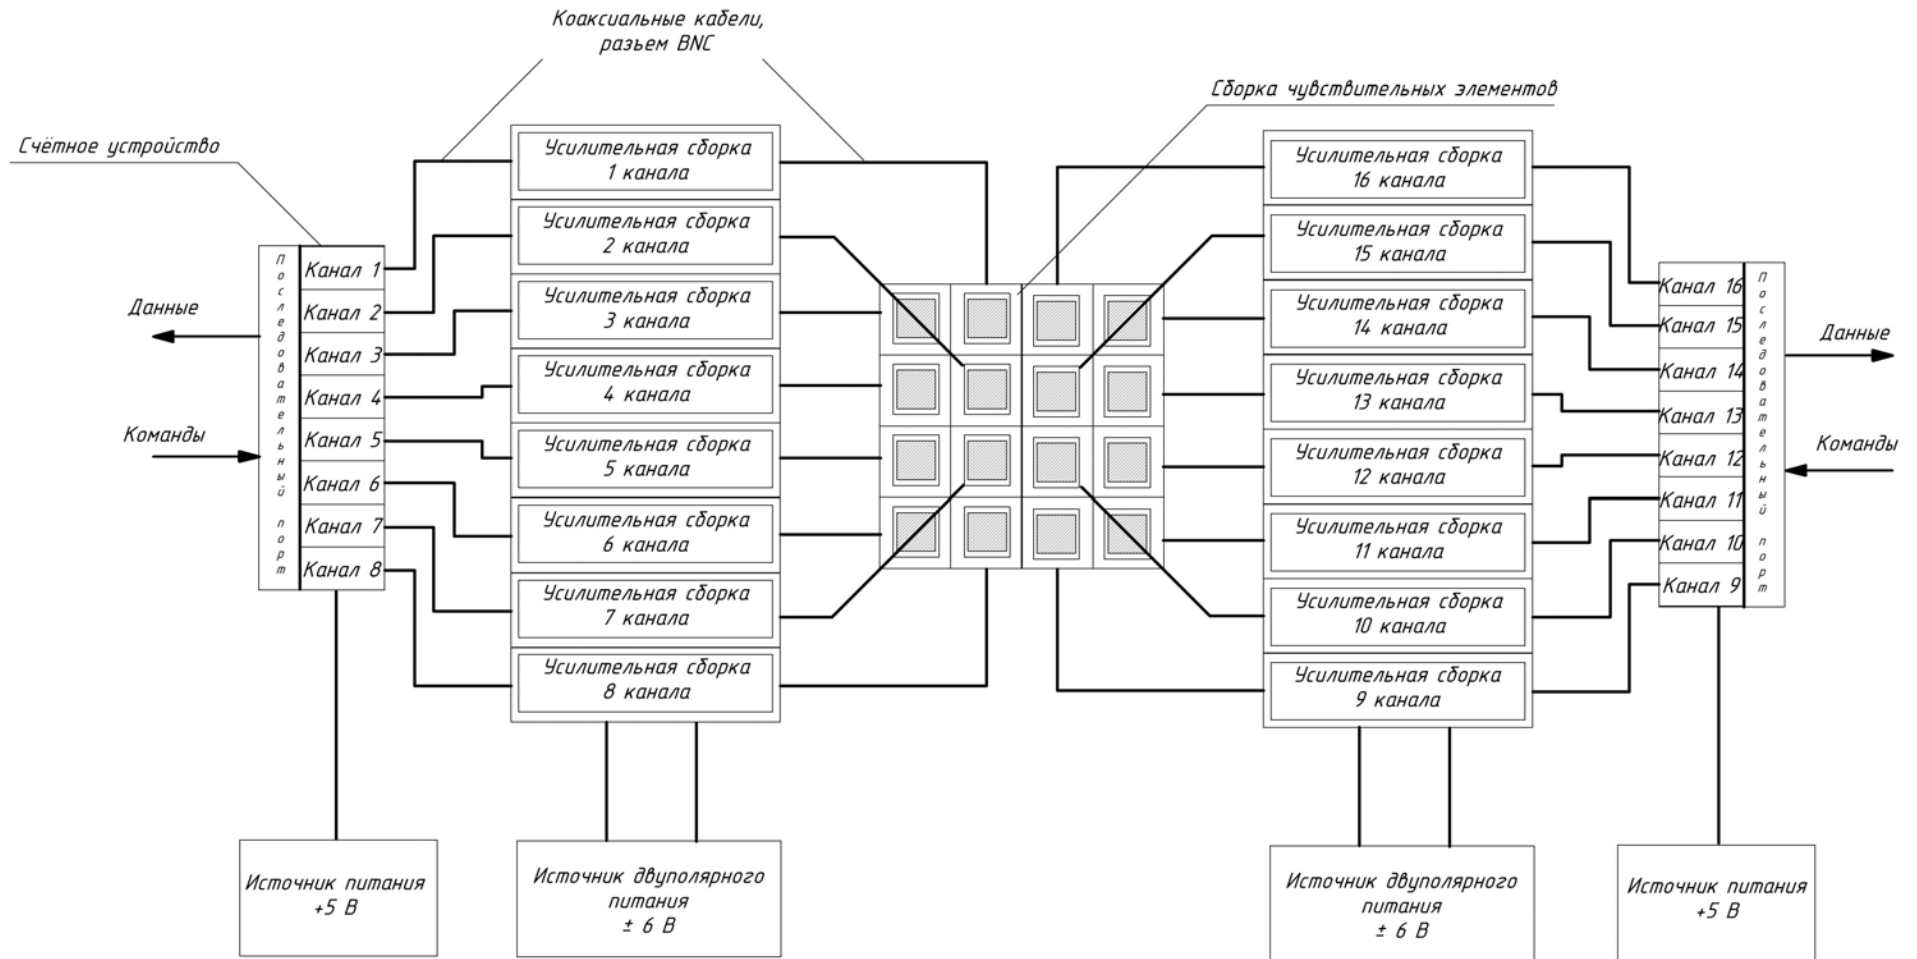 Коаксиальные кабели,
разъем BNC
Сборка чувствительных элементов
Счётное устройство
Усилительная сборка
1 канала
Усилительная сборка
2 канала
Усилительная сборка
3 канала
Усилительная сборка
4 канала
Усилительная сборка
5 канала
Усилительная сборка
6 канала
Усилительная сборка
7 канала
Усилительная сборка
8 канала
Усилительная сборка
16 канала
Усилительная сборка
15 канала
Усилительная сборка
14 канала
Усилительная сборка
13 канала
Усилительная сборка
12 канала
Усилительная сборка
11 канала
Усилительная сборка
10 канала
Усилительная сборка
9 канала
Последовательный порт
Канал 1
Канал 2
Канал 3
Канал 4
Канал 5
Канал 6
Канал 7
Канал 8
Данные
Команды
Канал 16
Канал 15
Канал 14
Канал 13
Канал 12
Канал 11
Канал 10
Канал 9
Последовательный порт
Данные
Команды
Источник питания
+5 В
Источник двуполярного
питания
± 6 В
Источник двуполярного
питания
± 6 В
Источник питания
+5 В